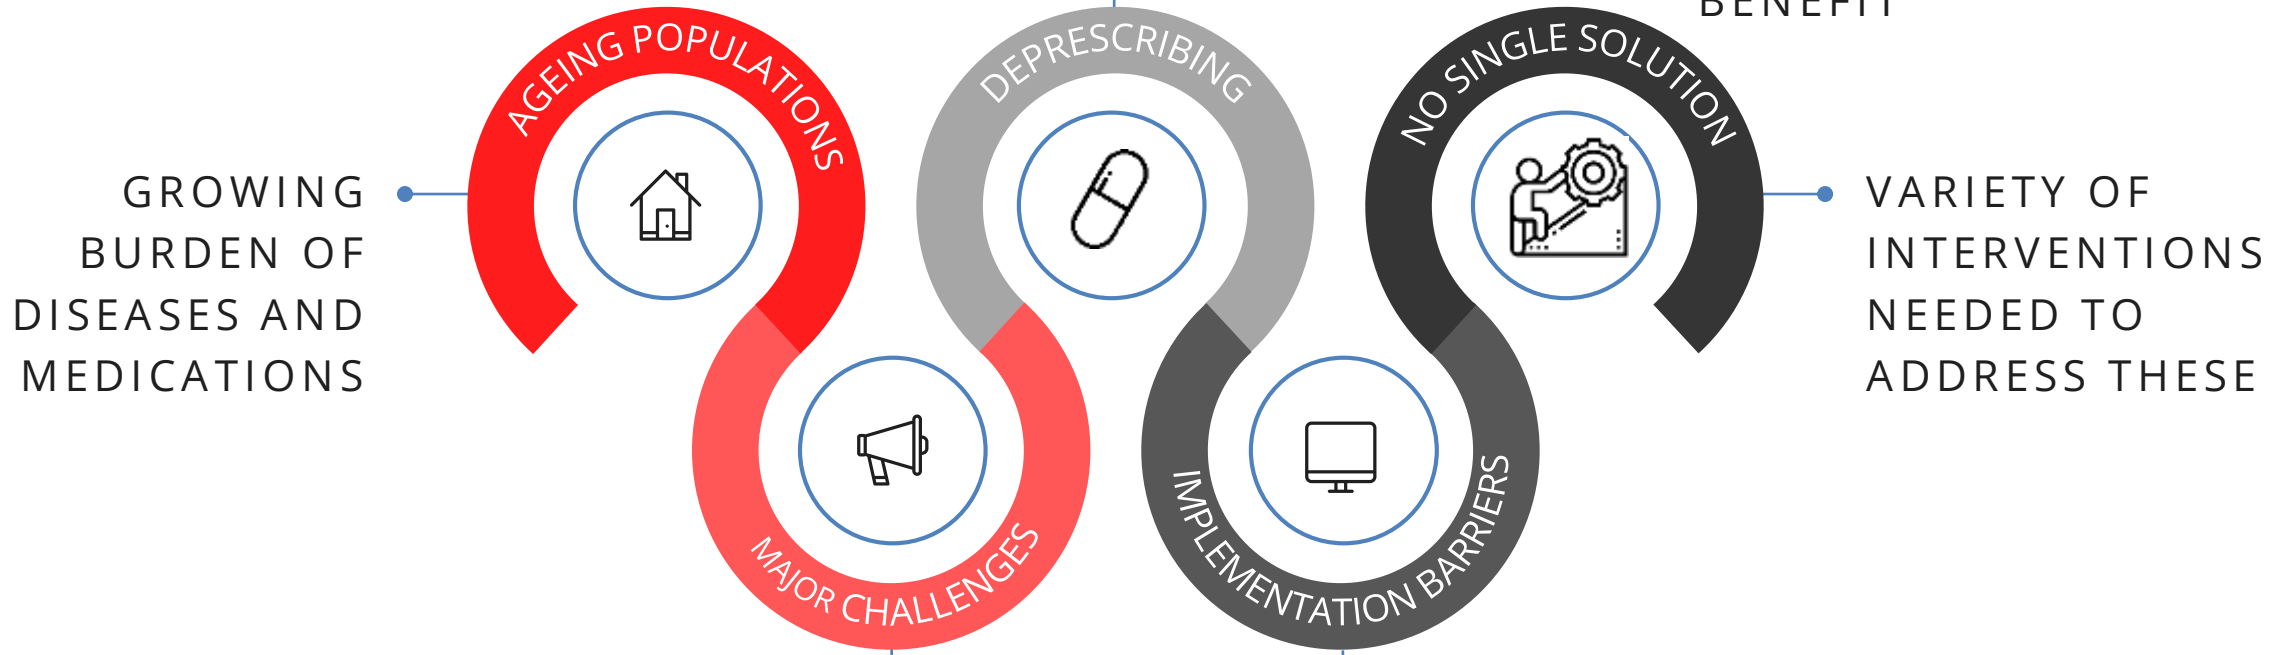 BENEFIT
AGEING POPULATIONS
DEPRESCRIBING
NO SINGLE SOLUTION
GROWING
BURDEN OF
DISEASES AND
MEDICATIONS
VARIETY OF
INTERVENTIONS
NEEDED TO
ADDRESS THESE
MAJOR CHALLENGES
IMPLEMENTATION BARRIERS